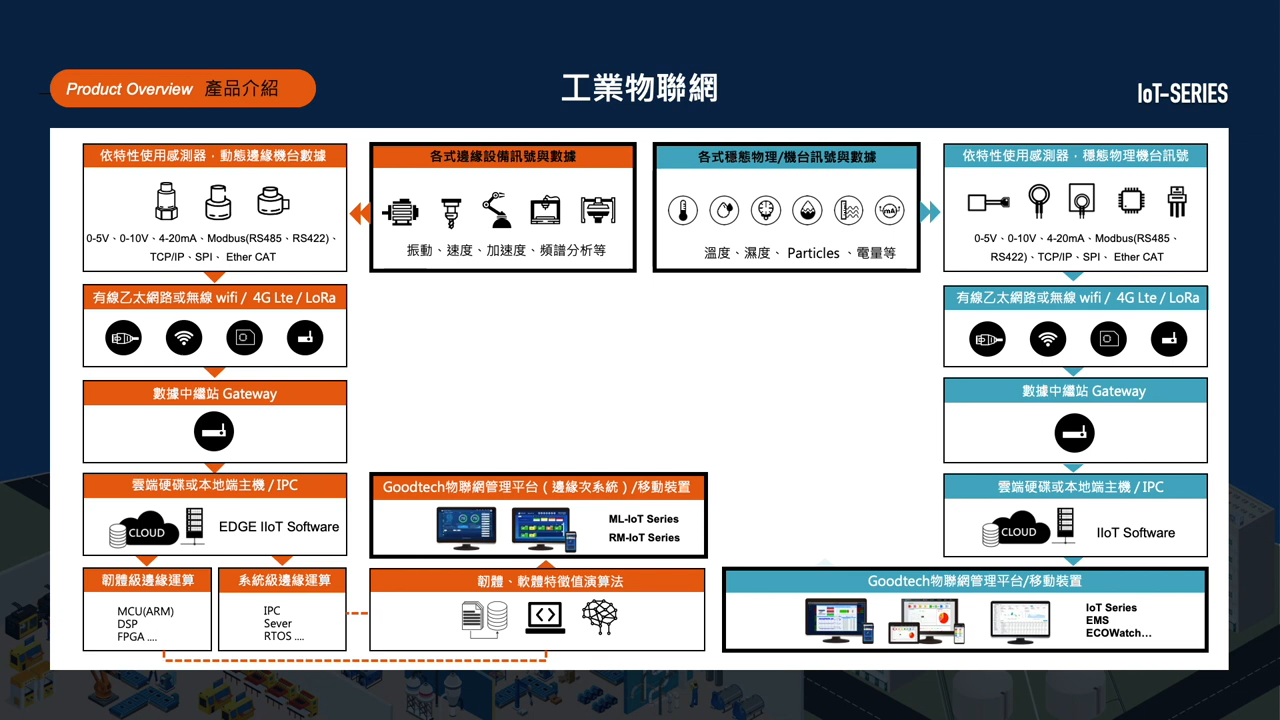 Product Overview 產品介紹
工業物聯網
IoT-SERIES
依特性使用感測器，動態邊緣機台數據
0-5V、0-10V、4-20mA、Modbus(RS485、RS422)、
TCP/IP、SPI、 Ether CAT
各式邊緣設備訊號與數據
振動、速度、加速度、頻譜分析等
各式穩態物理/機台訊號與數據
mA
溫度、濕度、 Particles 、電量等
依特性使用感測器，穩態物理機台訊號
0-5V、0-10V、4-20mA、Modbus(RS485、
RS422)、TCP/IP、SPI、 Ether CAT
有線乙太網路或無線 wifi / 4G Lte / LoRa
有線乙太網路或無線 wifi / 4G Lte / LoRa
數據中繼站 Gateway
數據中繼站 Gateway
雲端硬碟或本地端主機 / IPC
CLOUD
EDGE IIoT Software
Goodtech物聯網管理平台（邊緣次系統）/移動裝置
ML-IoT Series
RM-IoT Series
雲端硬碟或本地端主機 / IPC
CLOUD
IIoT Software
韌體級邊緣運算
MCU(ARM)
DSP
FPGA ....
系統級邊緣運算
IPC
Sever
RTOS ....
韌體、軟體特徵值演算法
Goodtech物聯網管理平台/移動裝置
IoT Series
EMS
ECOWatch…